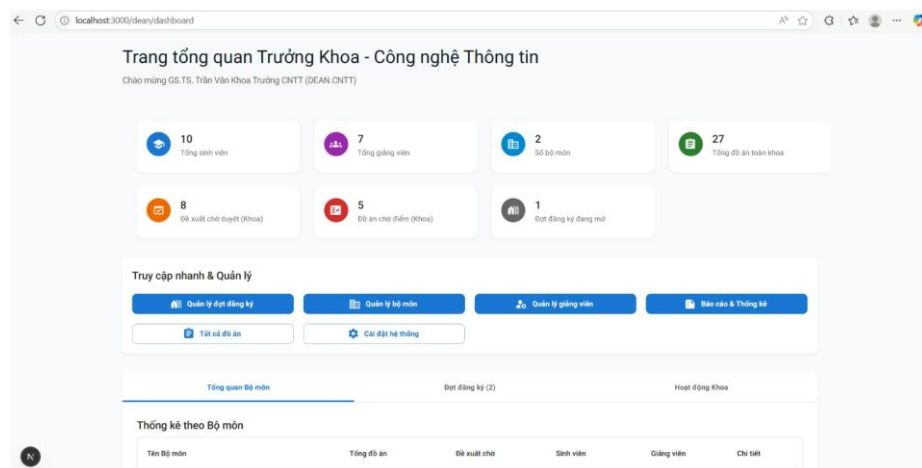 localhost:3000/dean/dashboard
Trang tổng quan Trưởng Khoa - Công nghệ Thông tin
Chào mừng GS.TS. Trần Văn Khoa Trưởng CNTT (DEAN.CNTT)
10
Tổng sinh viên
7
Tổng giảng viên
2
Số bộ môn
27
Tổng đồ án toàn khoa
8
Đề xuất chờ duyệt (Khoa)
5
Đồ án chờ điểm (Khoa)
1
Đợt đăng ký đang mở
Truy cập nhanh & Quản lý
Quản lý đợt đăng ký
Quản lý bộ môn
Quản lý giảng viên
Báo cáo & Thống kê
Tất cả đồ án
Cài đặt hệ thống
Tổng quan Bộ môn
Đợt đăng ký (2)
Hoạt động Khoa
Thống kê theo Bộ môn
Tên Bộ môn Tổng đồ án Đề xuất chờ Sinh viên Giảng viên Chi tiết
N